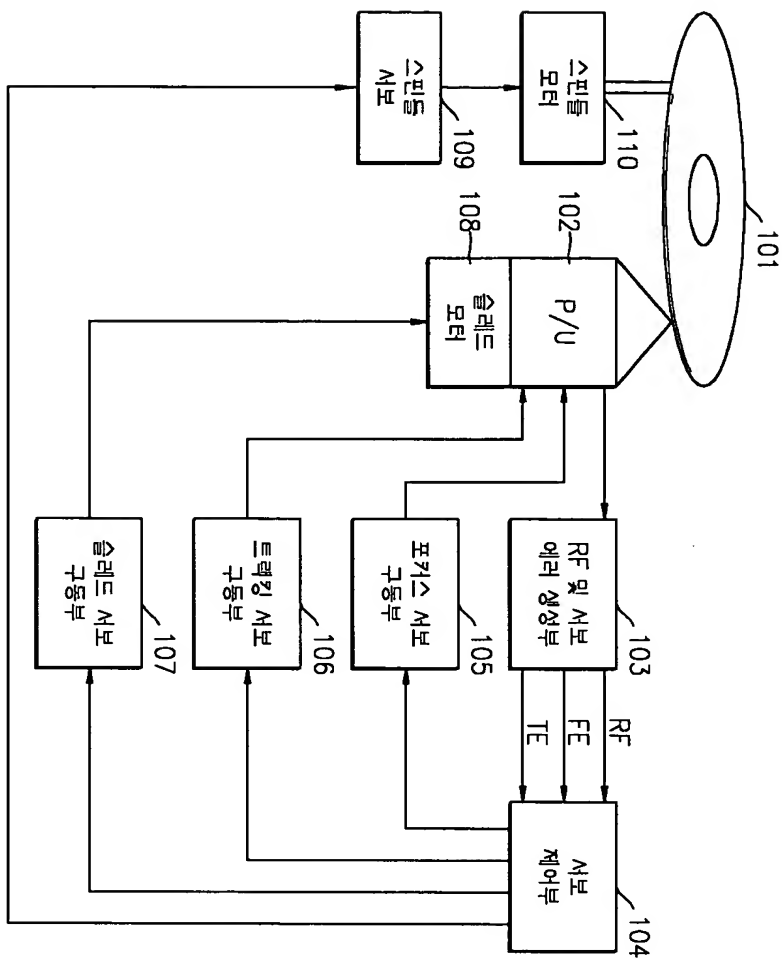 101
110
스핀들
모터
109
스핀들
서보
102
P/U
108
슬레드
모터
103
RF 및 서보
에러 생성부
RF
FE
TE
104
서보
제어부
105
포커스 서보
구동부
106
트랙킹 서보
구동부
107
슬레드 서보
구동부